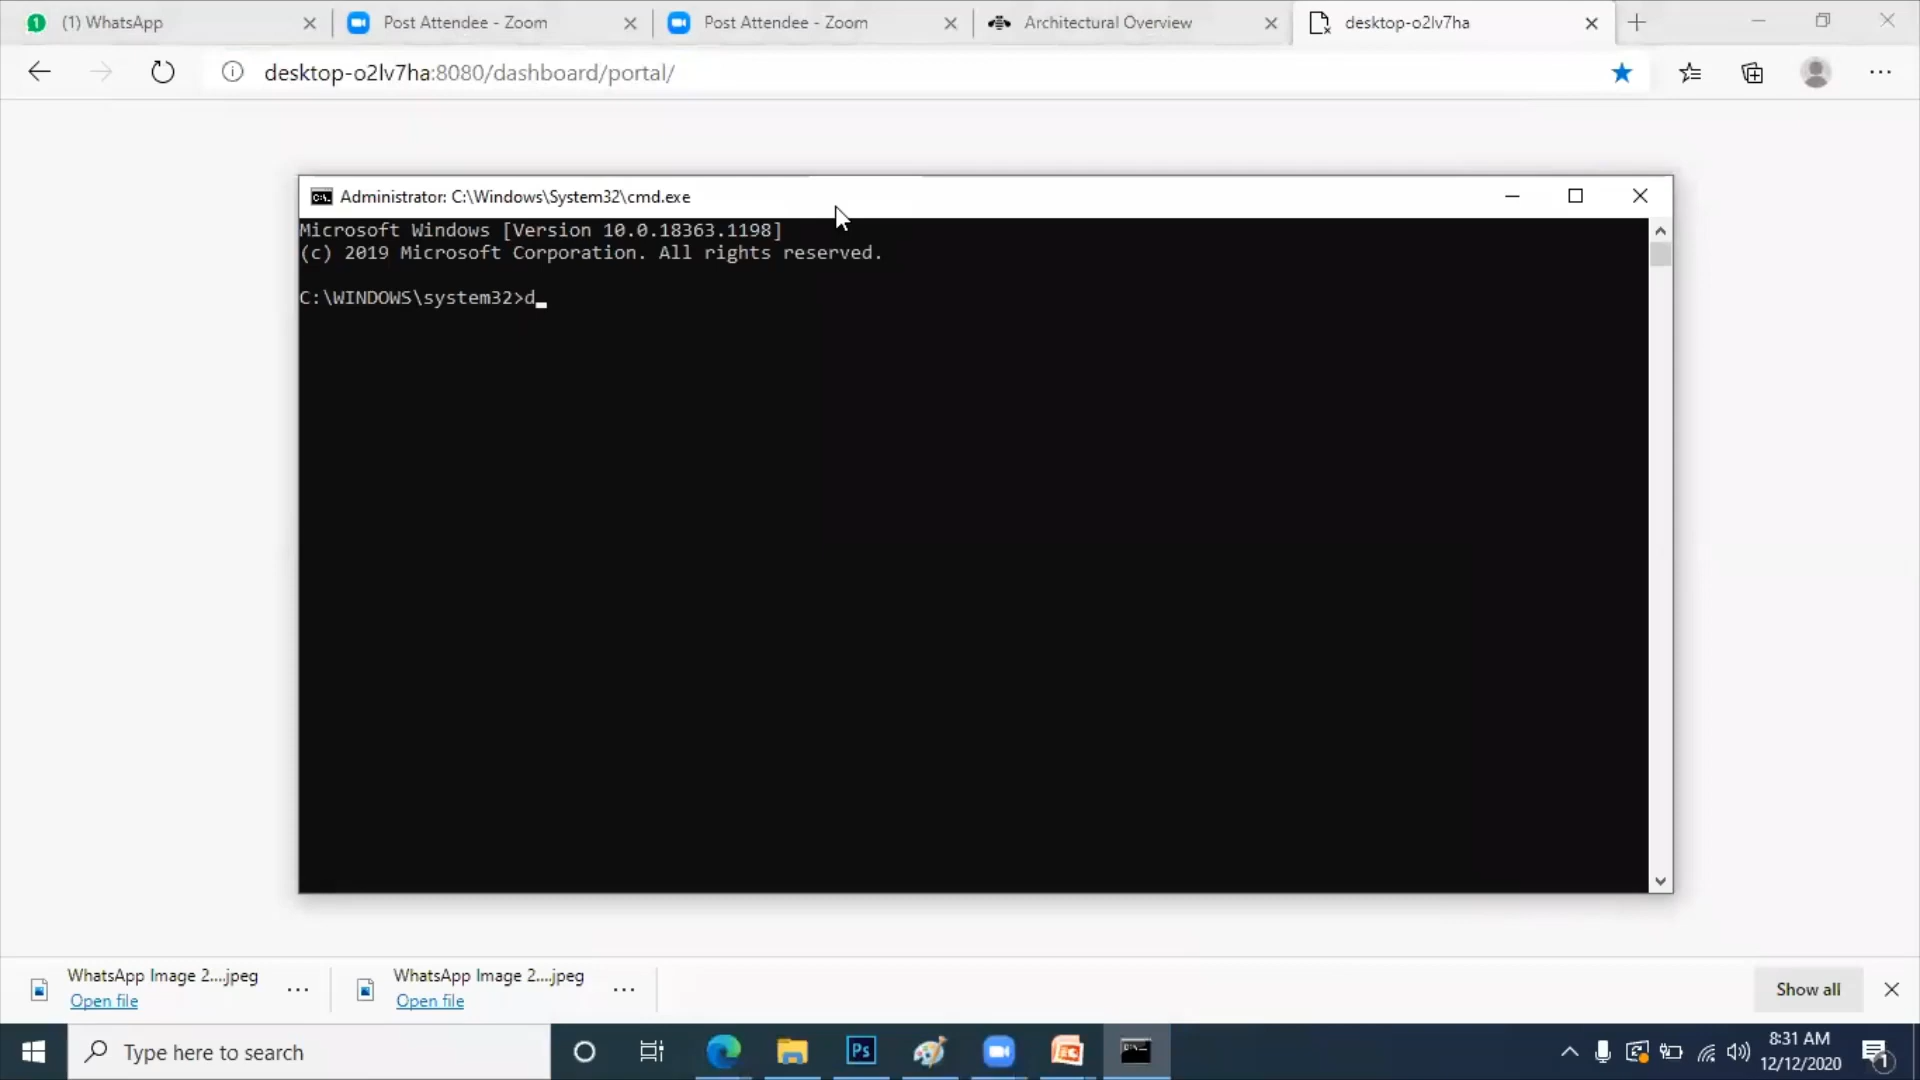 (1) WhatsApp
Post Attendee - Zoom
Post Attendee - Zoom
Architectural Overview
desktop-o2lv7ha
desktop-o2lv7ha:8080/dashboard/portal/
Administrator: C:\Windows\System32\cmd.exe
Microsoft Windows [Version 10.0.18363.1198]
(c) 2019 Microsoft Corporation. All rights reserved.
C:\WINDOWS\system32>d_
WhatsApp Image 2....jpeg
Open file
WhatsApp Image 2....jpeg
Open file
Show all
Type here to search
Ps
8:31 AM
12/12/2020
1